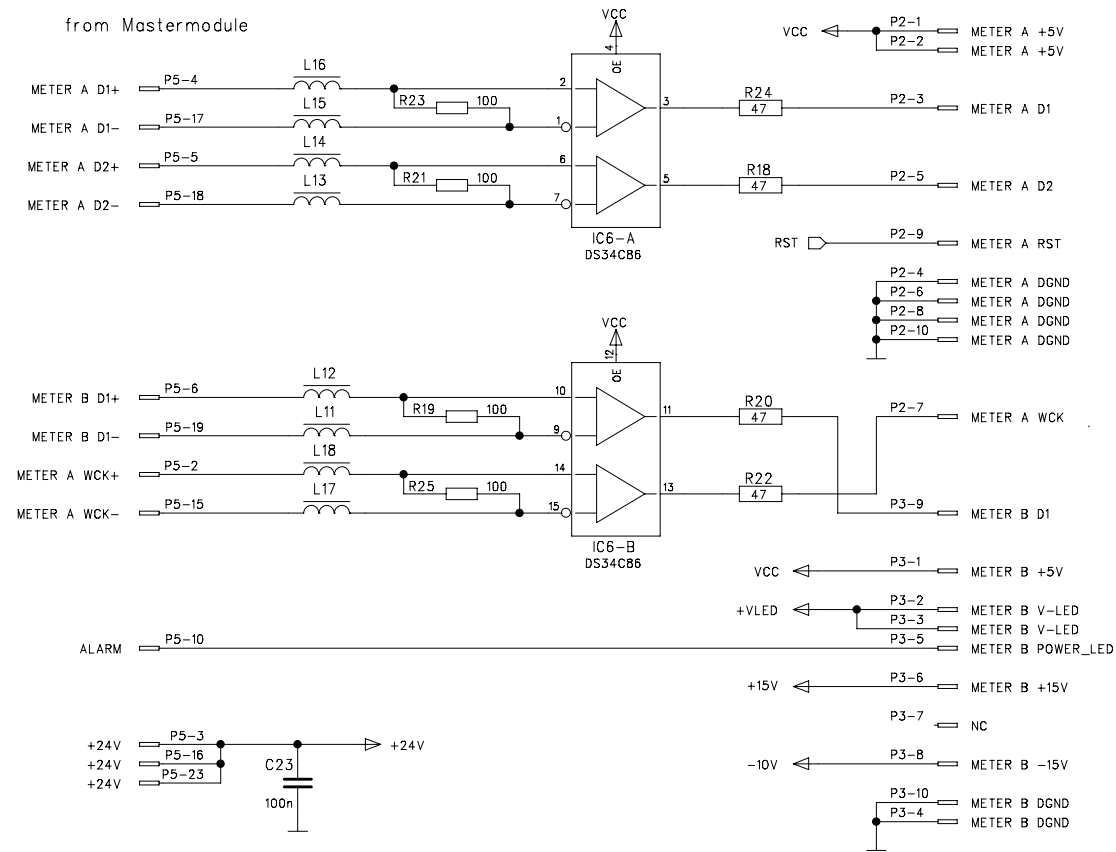 from Mastermodule
VCC
4
OE
VCC P2-1 METER A +5V
P2-2 METER A +5V
METER A D1+ P5-4 L16 2
R23 100 3 R24 47 P2-3 METER A D1
METER A D1- P5-17 L15 1
METER A D2+ P5-5 L14 6
R21 100 5 R18 47 P2-5 METER A D2
METER A D2- P5-18 L13 7
IC6-A
DS34C86
RST P2-9 METER A RST
P2-4 METER A DGND
P2-6 METER A DGND
P2-8 METER A DGND
P2-10 METER A DGND
VCC
12
OE
METER B D1+ P5-6 L12 10
R19 100 11 R20 47 P2-7 METER A WCK
METER B D1- P5-19 L11 9
METER A WCK+ P5-2 L18 14
R25 100 13 R22 47
METER A WCK- P5-15 L17 15 P3-9 METER B D1
IC6-B
DS34C86
VCC P3-1 METER B +5V
+VLED P3-2 METER B V-LED
P3-3 METER B V-LED
ALARM P5-10 P3-5 METER B POWER_LED
+15V P3-6 METER B +15V
P3-7 NC
+24V P5-3 +24V
+24V P5-16
+24V P5-23
C23
100n
-10V P3-8 METER B -15V
P3-10 METER B DGND
P3-4 METER B DGND